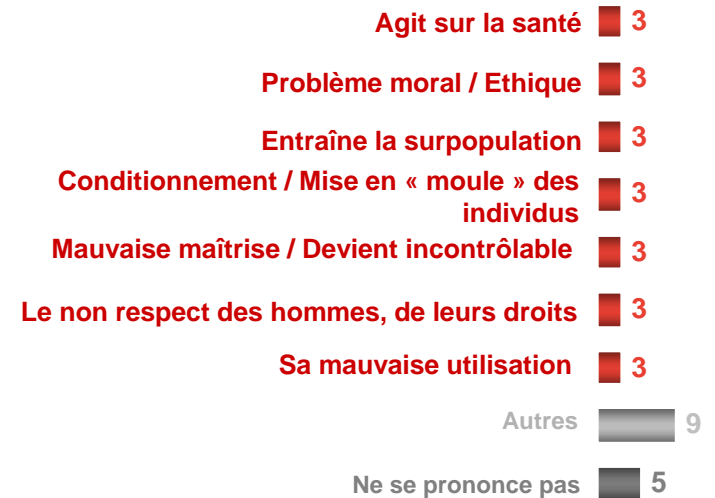 Agit sur la santé 3
Problème moral / Ethique 3
Entraîne la surpopulation 3
Conditionnement / Mise en « moule » des
individus 3
Mauvaise maîtrise / Devient incontrôlable 3
Le non respect des hommes, de leurs droits 3
Sa mauvaise utilisation 3
Autres 9
Ne se prononce pas 5